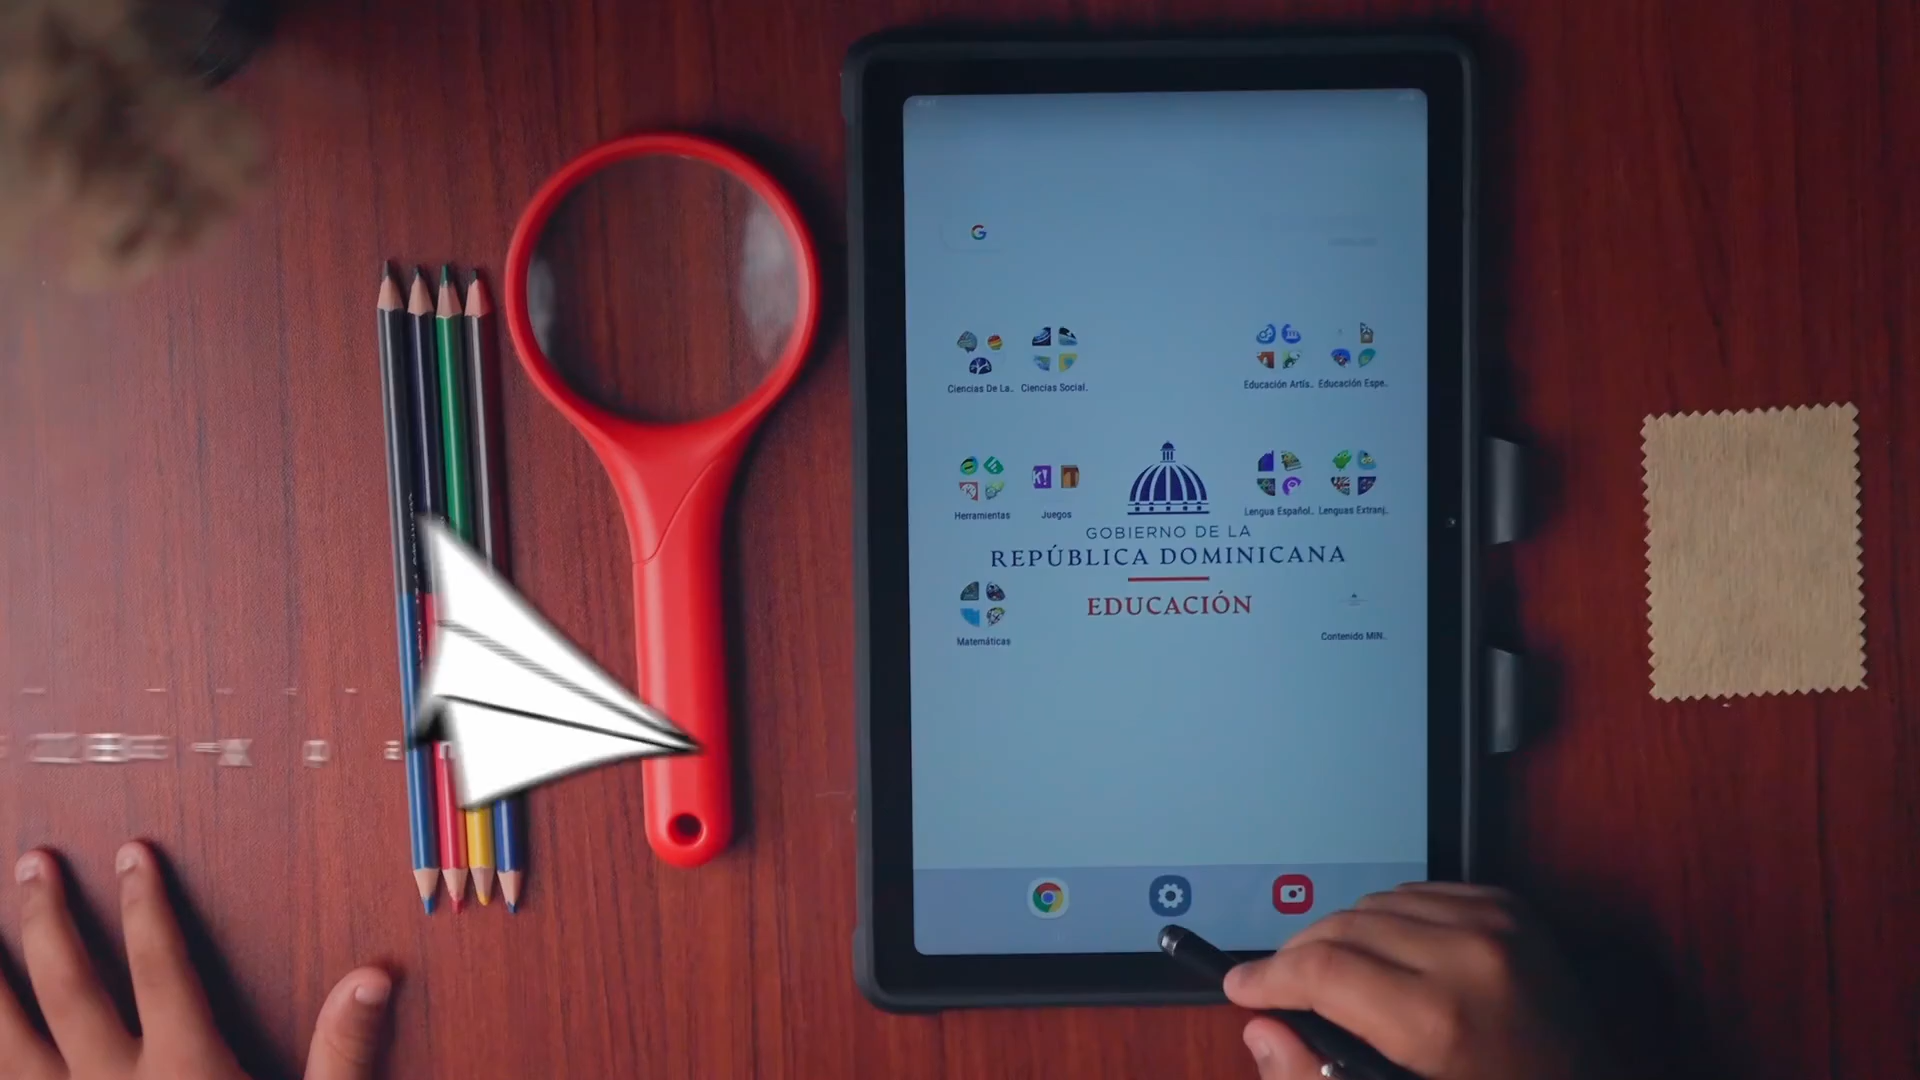 Ciencias De La.. Ciencias Social..
Educación Artís.. Educación Espe..
Herramientas
K!
Juegos
Lengua Español.. Lenguas Extranj..
GOBIERNO DE LA
REPÚBLICA DOMINICANA
EDUCACIÓN
Matemáticas
Contenido MIN..